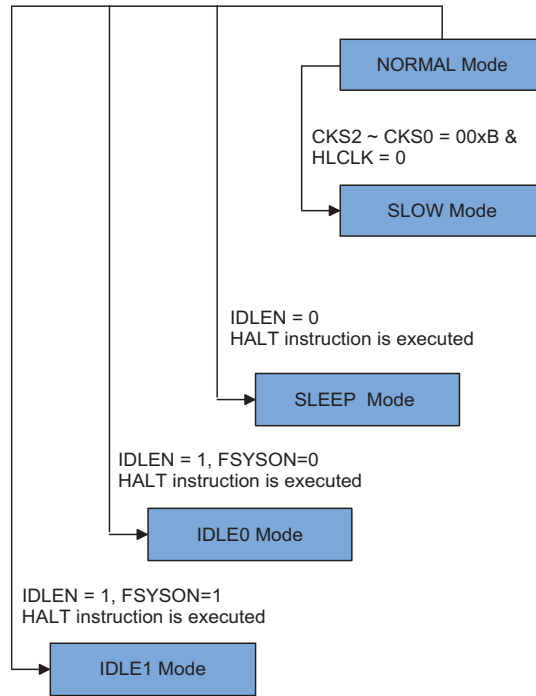 NORMAL Mode
CKS2 ~ CKS0 = 00xB &
HLCLK = 0
SLOW Mode
IDLEN = 0
HALT instruction is executed
SLEEP Mode
IDLEN = 1, FSYSON=0
HALT instruction is executed
IDLE0 Mode
IDLEN = 1, FSYSON=1
HALT instruction is executed
IDLE1 Mode